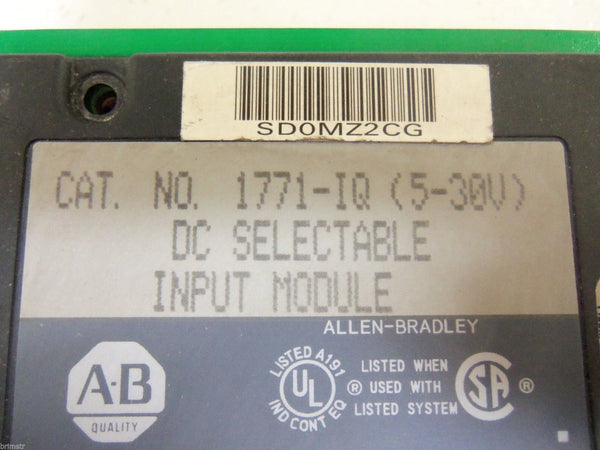 SD0MZ2CG
CAT. NO. 1771-IQ (5-30V)
DC SELECTABLE
INPUT MODULE
ALLEN-BRADLEY
A·B
QUALITY
LISTED A191
UL
IND CONT EQ
®
LISTED WHEN
USED WITH
LISTED SYSTEM
SA
®
brimstr